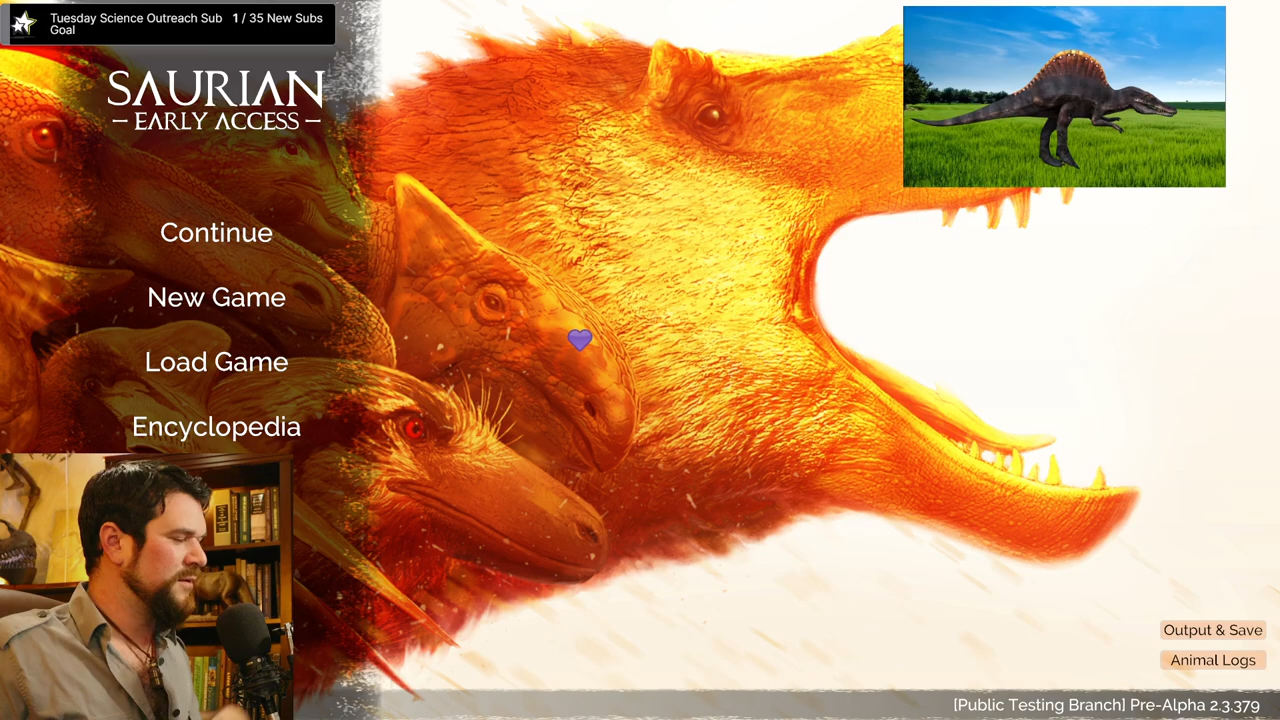 Tuesday Science Outreach Sub Goal
1 / 35 New Subs
SAURIAN
EARLY ACCESS
Continue
New Game
Load Game
Encyclopedia
Output & Save
Animal Logs
[Public Testing Branch] Pre-Alpha 2.3.379